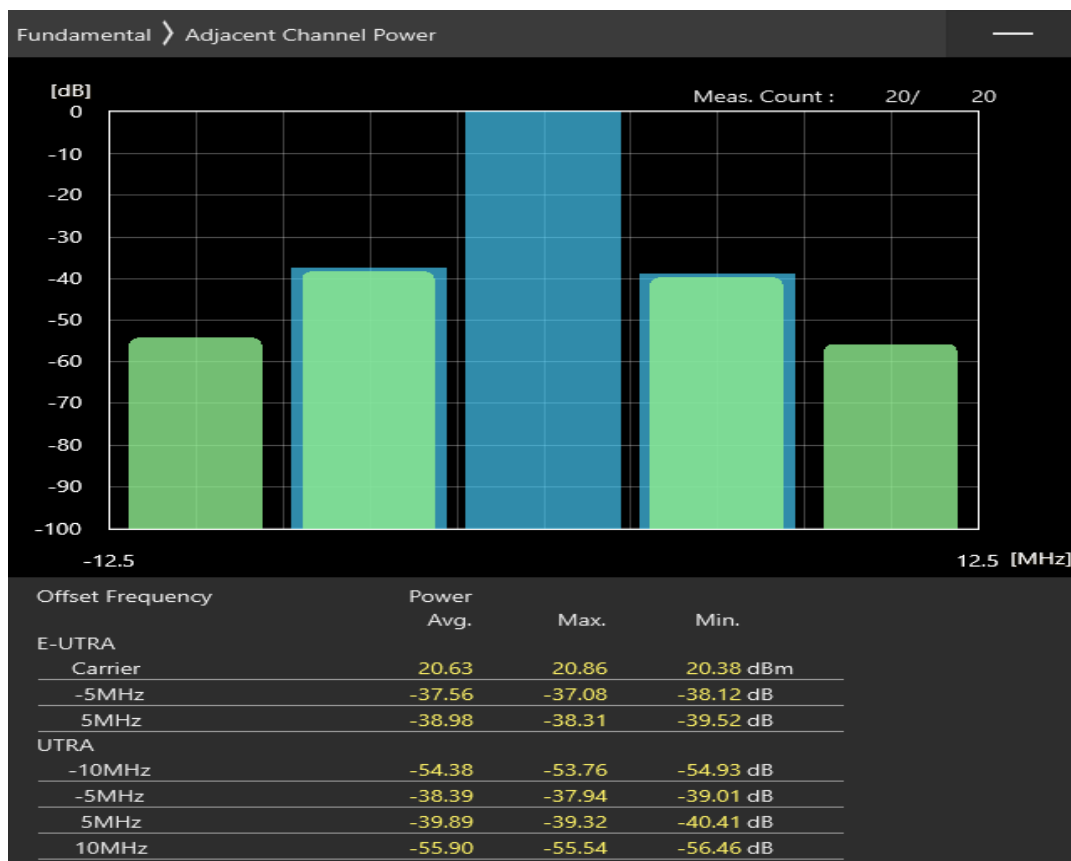 Fundamental ❯ Adjacent Channel Power
[dB]
Meas. Count : 20/ 20
0
-10
-20
-30
-40
-50
-60
-70
-80
-90
-100
-12.5 12.5 [MHz]
Offset Frequency Power
Avg. Max. Min.
E-UTRA
Carrier 20.63 20.86 20.38 dBm
-5MHz -37.56 -37.08 -38.12 dB
5MHz -38.98 -38.31 -39.52 dB
UTRA
-10MHz -54.38 -53.76 -54.93 dB
-5MHz -38.39 -37.94 -39.01 dB
5MHz -39.89 -39.32 -40.41 dB
10MHz -55.90 -55.54 -56.46 dB